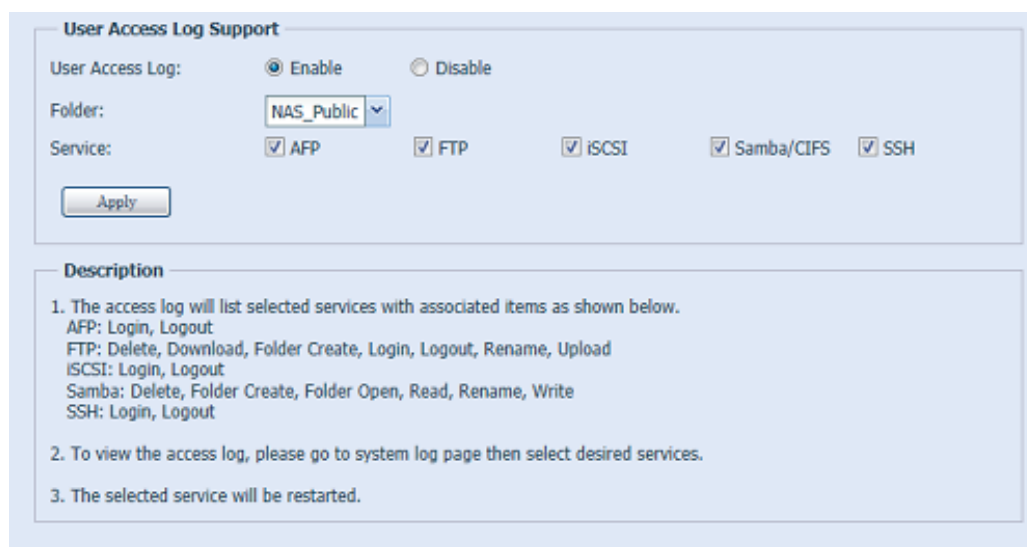 User Access Log Support
User Access Log: Enable Disable
Folder: NAS_Public
Service: AFP FTP iSCSI Samba/CIFS SSH
Apply
Description
1. The access log will list selected services with associated items as shown below.
AFP: Login, Logout
FTP: Delete, Download, Folder Create, Login, Logout, Rename, Upload
iSCSI: Login, Logout
Samba: Delete, Folder Create, Folder Open, Read, Rename, Write
SSH: Login, Logout
2. To view the access log, please go to system log page then select desired services.
3. The selected service will be restarted.